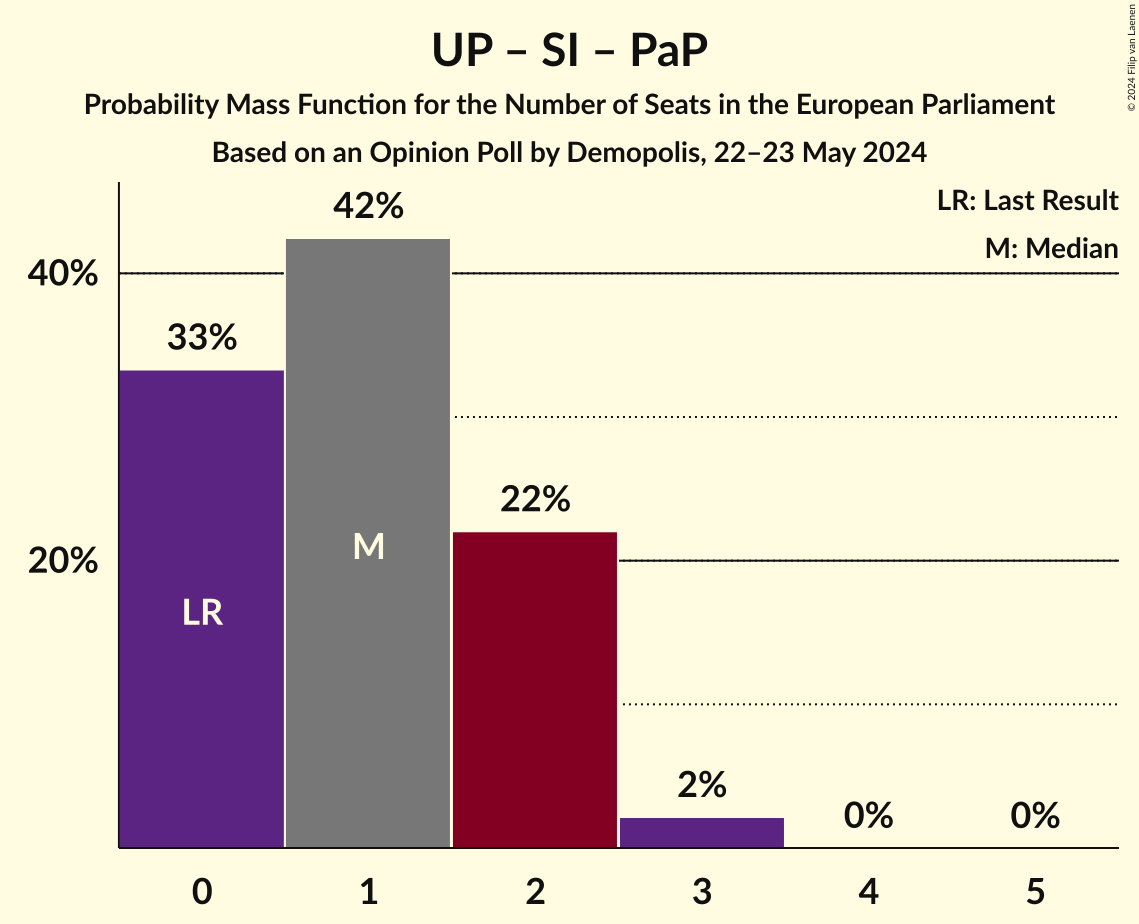 UP – SI – PaP
Probability Mass Function for the Number of Seats in the European Parliament
Based on an Opinion Poll by Demopolis, 22–23 May 2024
© 2024 Filip van Laenen
LR: Last Result
M: Median
42%
40%
33%
22%
M
20%
LR
2%
0%
0%
0 1 2 3 4 5